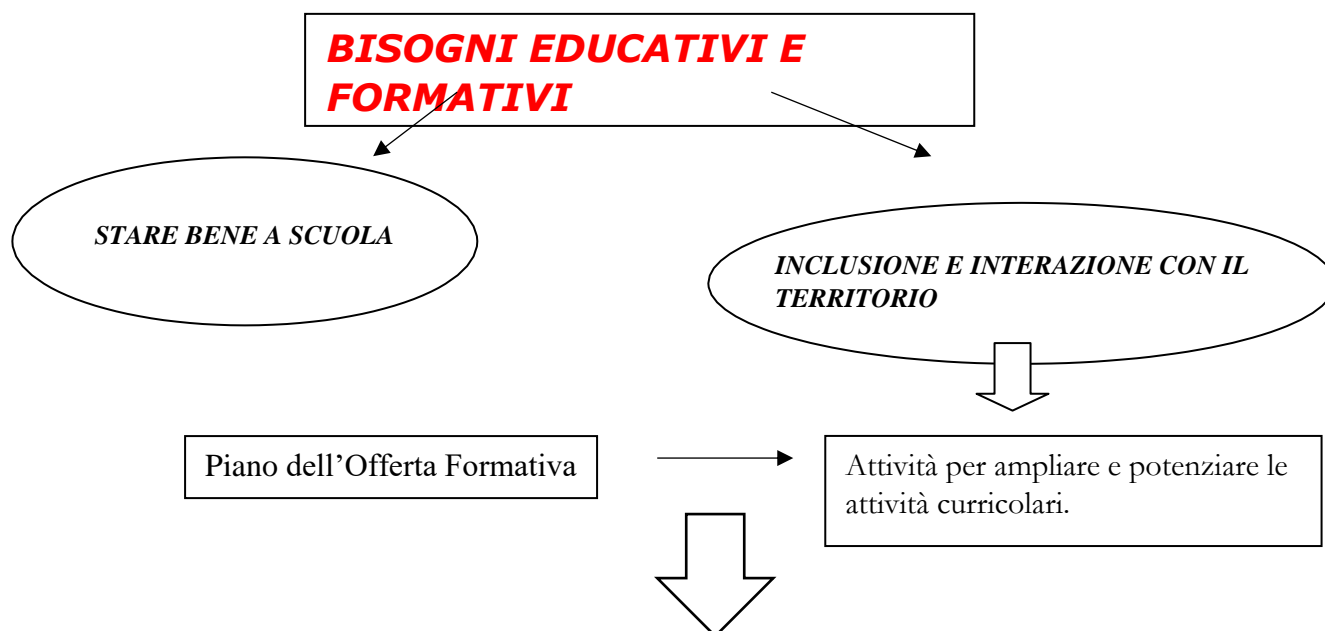 BISOGNI EDUCATIVI E
FORMATIVI
STARE BENE A SCUOLA
INCLUSIONE E INTERAZIONE CON IL
TERRITORIO
Piano dell’Offerta Formativa
Attività per ampliare e potenziare le
attività curricolari.